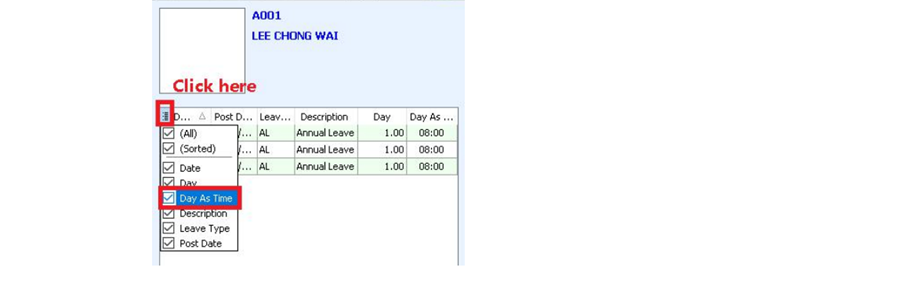 A001
LEE CHONG WAI
Click here
D... Post D... Leav... Description Day Day As ...
(All) /... AL Annual Leave 1.00 08:00
(Sorted) /... AL Annual Leave 1.00 08:00
Date /... AL Annual Leave 1.00 08:00
Day
Day As Time
Description
Leave Type
Post Date